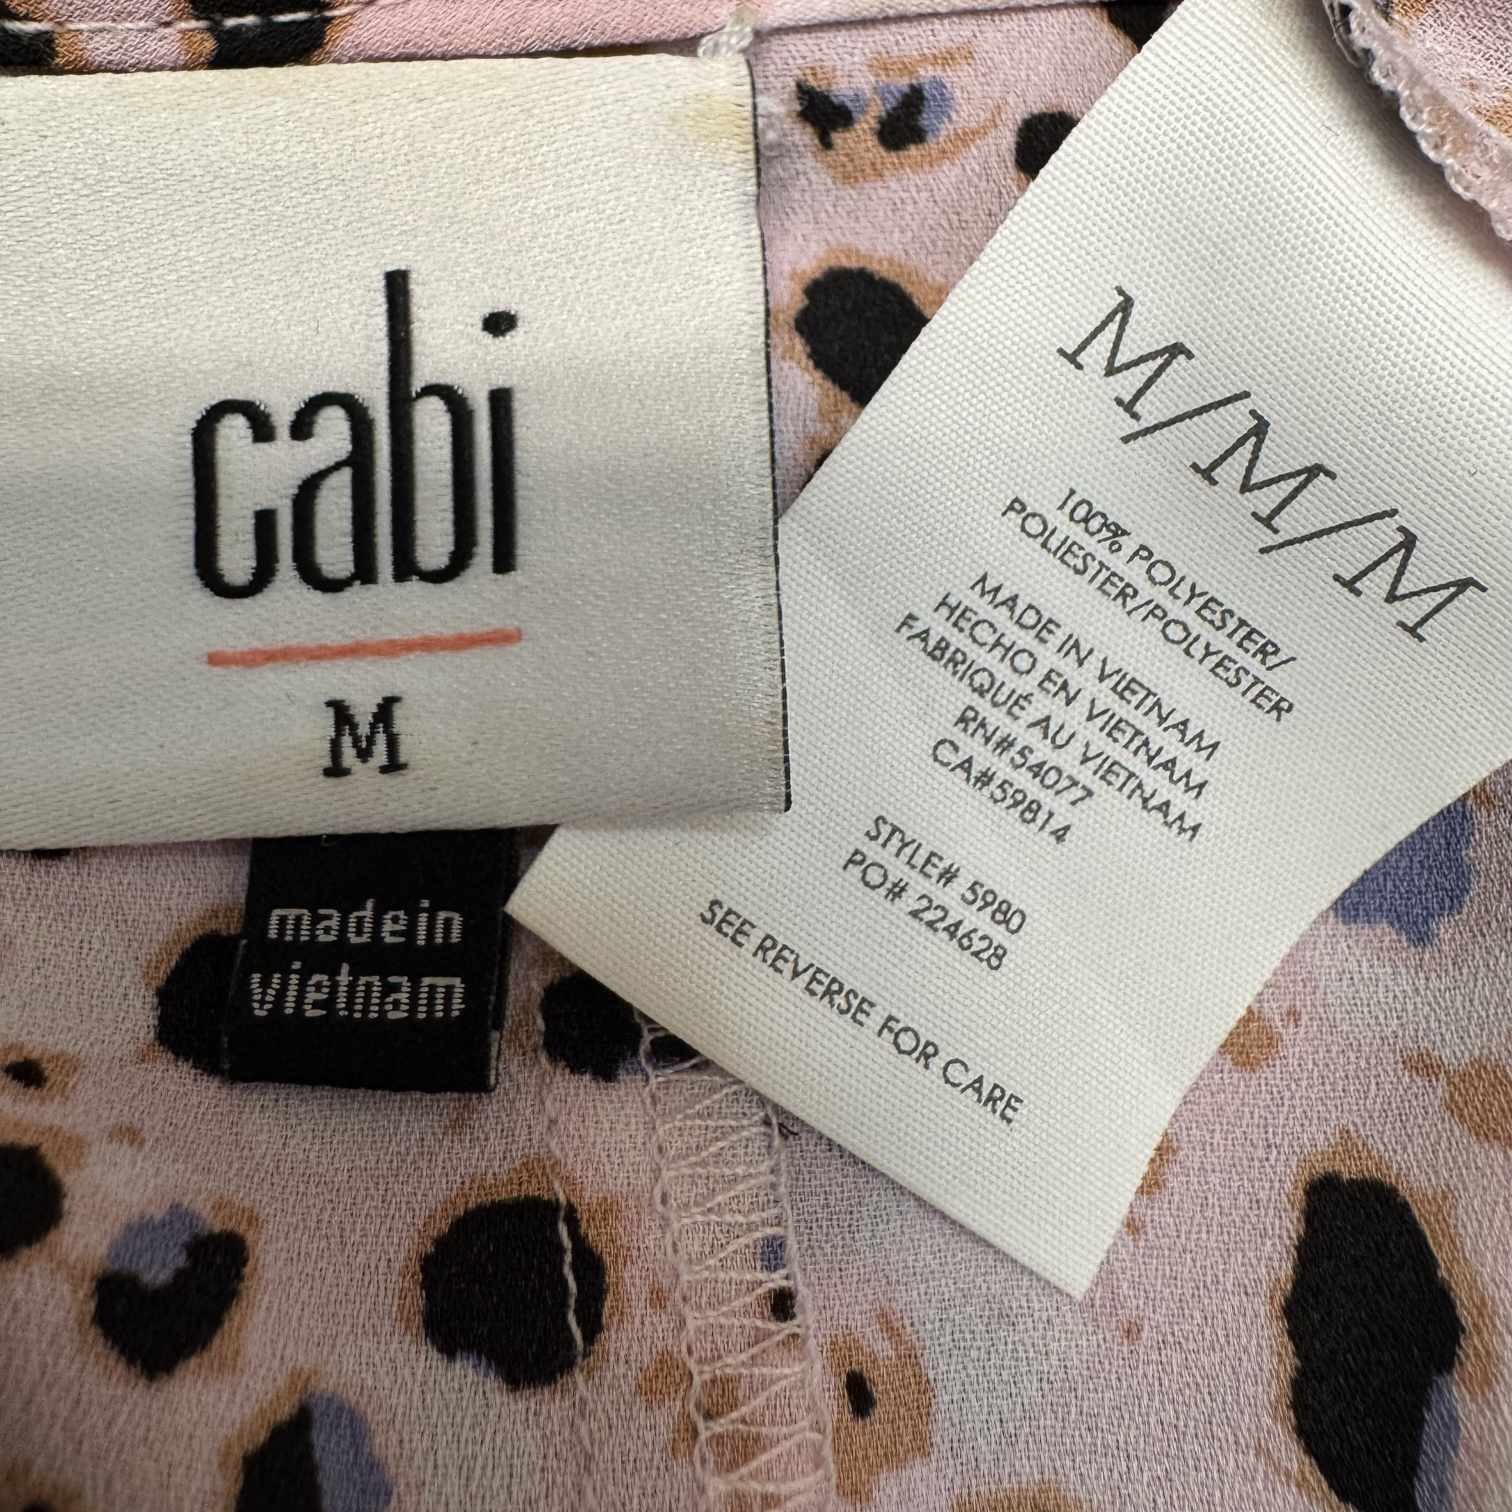 cabi
M
made in
vietnam
M/M/M
100% POLYESTER/
POLIESTER/POLYESTER
MADE IN VIETNAM
HECHO EN VIETNAM
FABRIQUÉ AU VIETNAM
RN#54077
CA#59814
STYLE# 5980
PO# 224628
SEE REVERSE FOR CARE